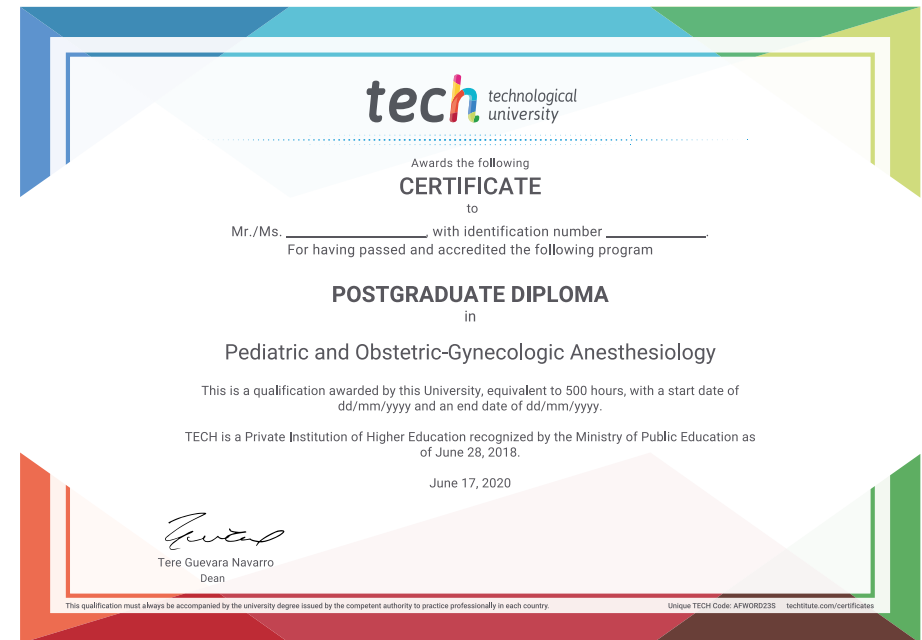 tech technological
university
Awards the following
CERTIFICATE
to
Mr./Ms. ____________________, with identification number ______________.
For having passed and accredited the following program
POSTGRADUATE DIPLOMA
in
Pediatric and Obstetric-Gynecologic Anesthesiology
This is a qualification awarded by this University, equivalent to 500 hours, with a start date of
dd/mm/yyyy and an end date of dd/mm/yyyy.
TECH is a Private Institution of Higher Education recognized by the Ministry of Public Education as
of June 28, 2018.
June 17, 2020
Tere Guevara Navarro
Dean
This qualification must always be accompanied by the university degree issued by the competent authority to practice professionally in each country. Unique TECH Code: AFWORD23S techtitute.com/certificates